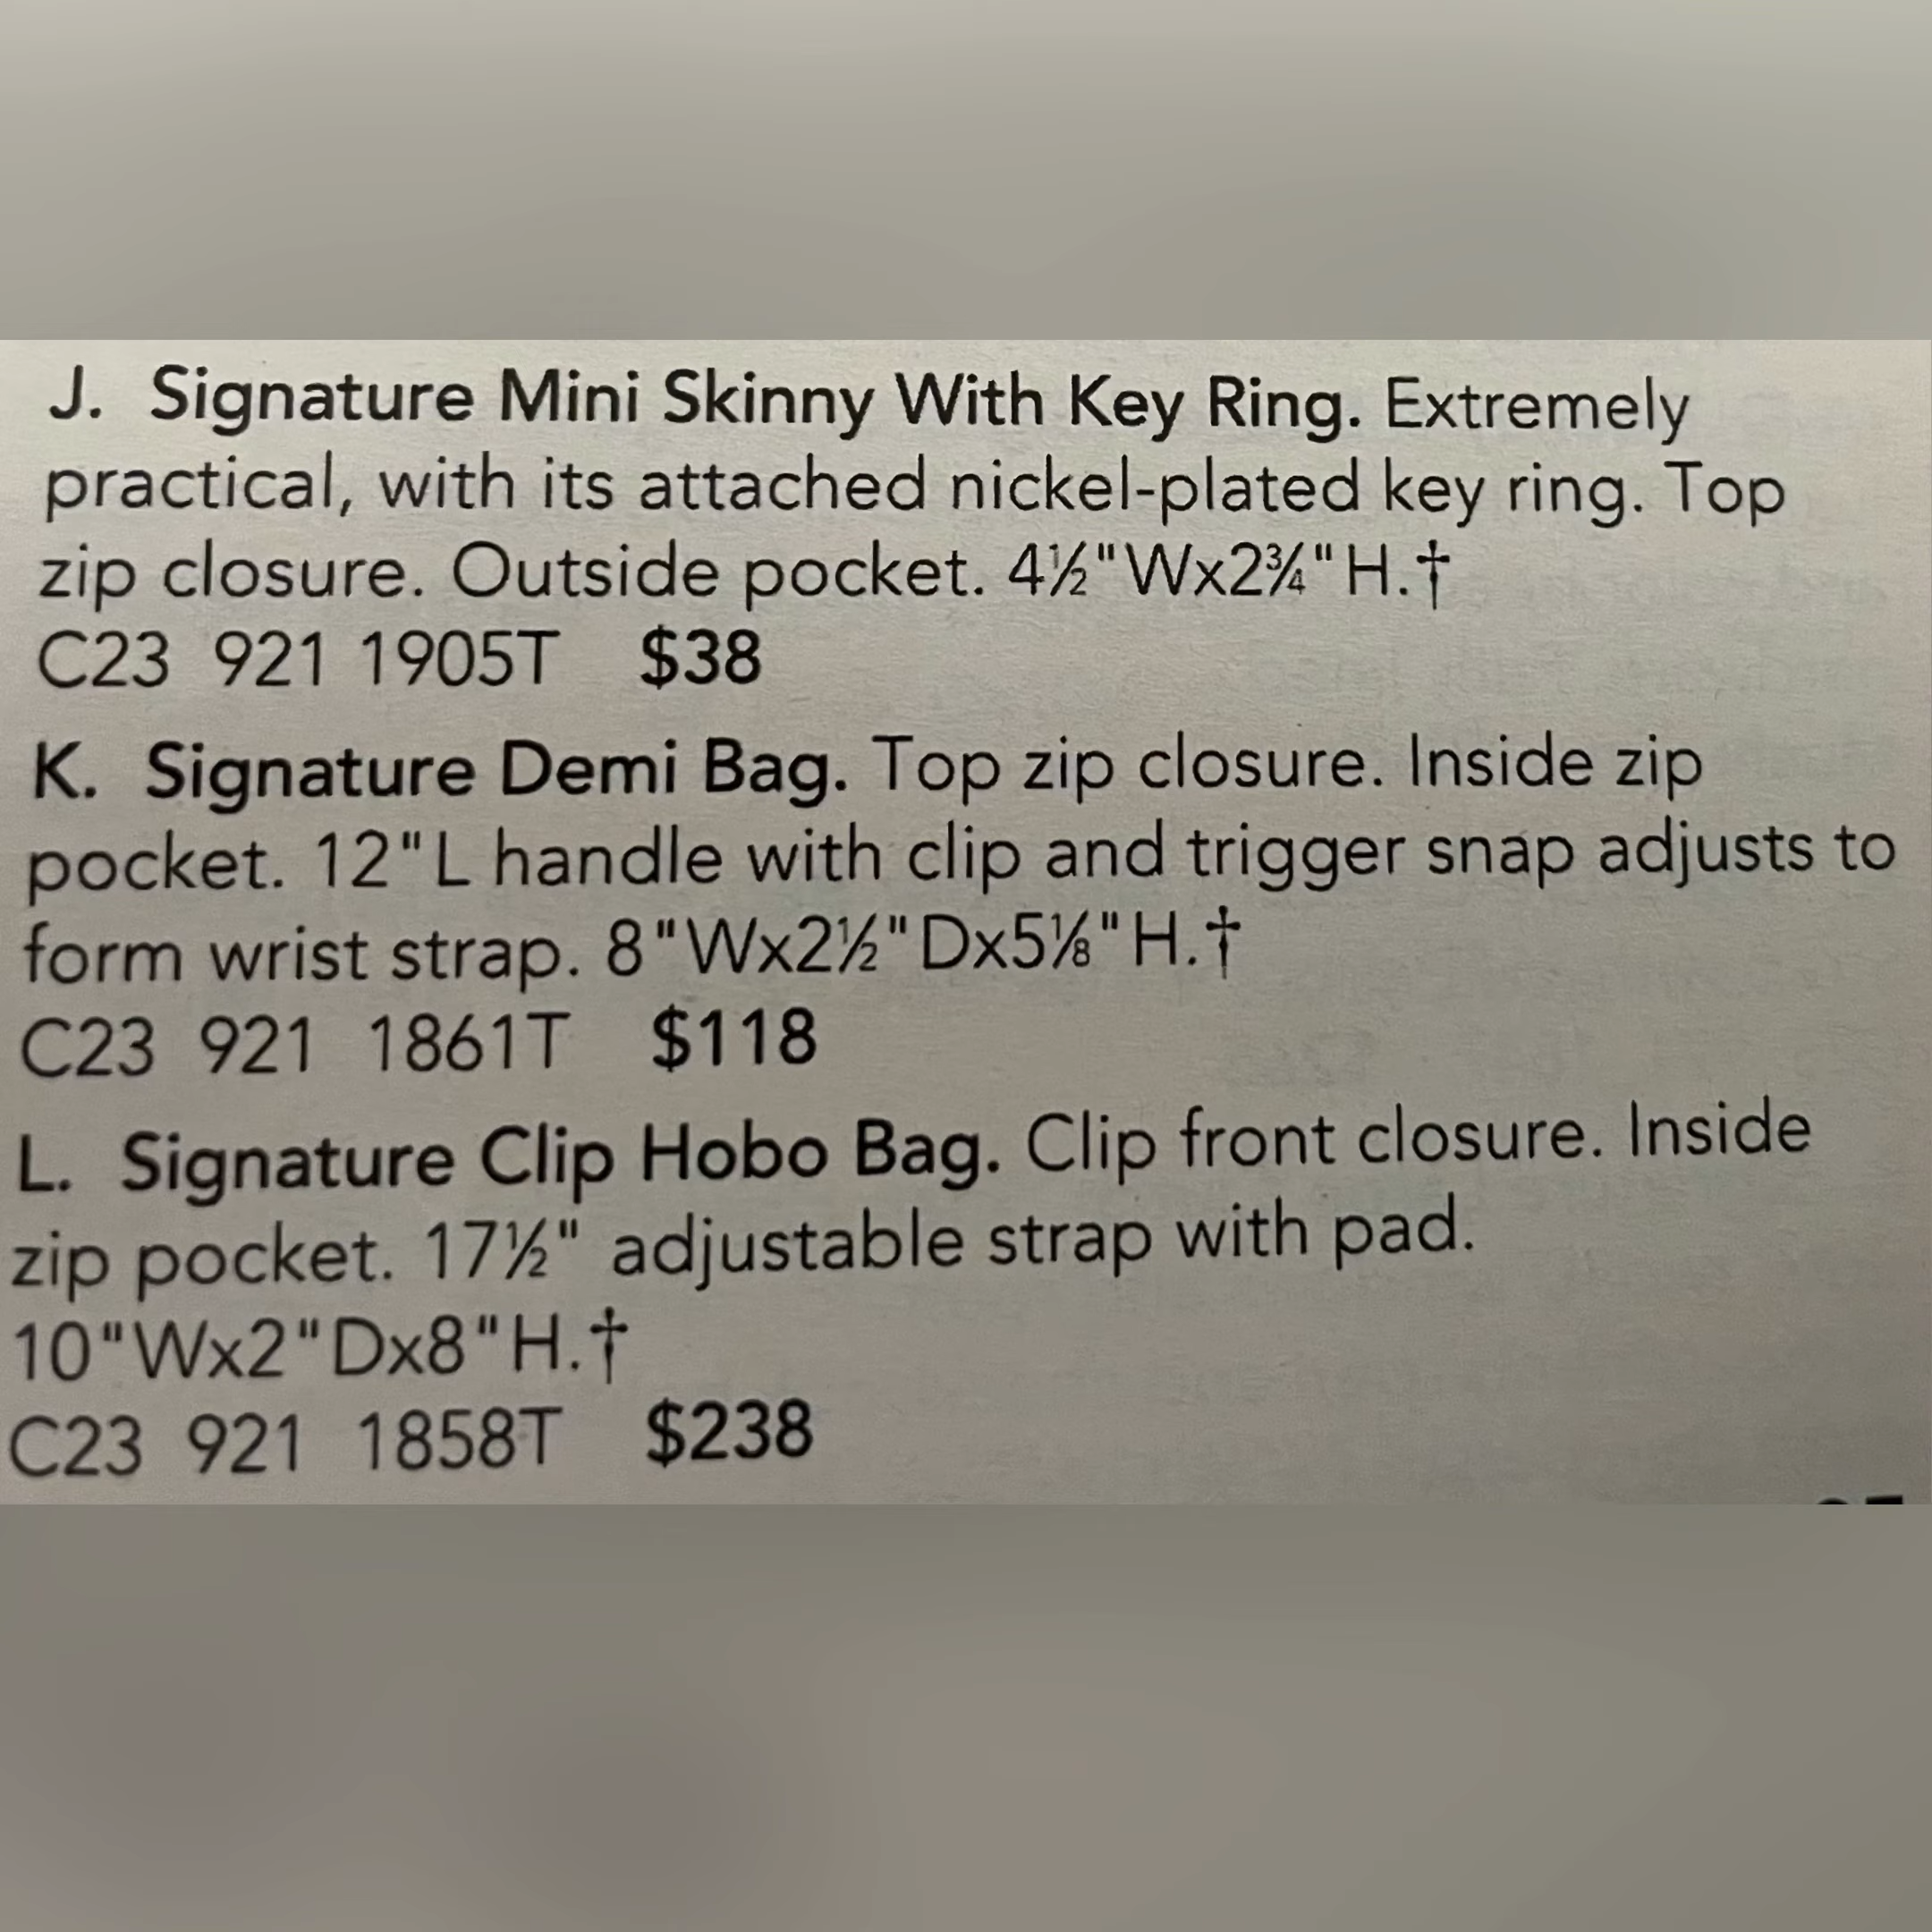 J. Signature Mini Skinny With Key Ring. Extremely
practical, with its attached nickel-plated key ring. Top
zip closure. Outside pocket. 4½"Wx2¾"H.†
C23 921 1905T $38
K. Signature Demi Bag. Top zip closure. Inside zip
pocket. 12"L handle with clip and trigger snap adjusts to
form wrist strap. 8"Wx2½"Dx5⅛"H.†
C23 921 1861T $118
L. Signature Clip Hobo Bag. Clip front closure. Inside
zip pocket. 17½" adjustable strap with pad.
10"Wx2"Dx8"H.†
C23 921 1858T $238